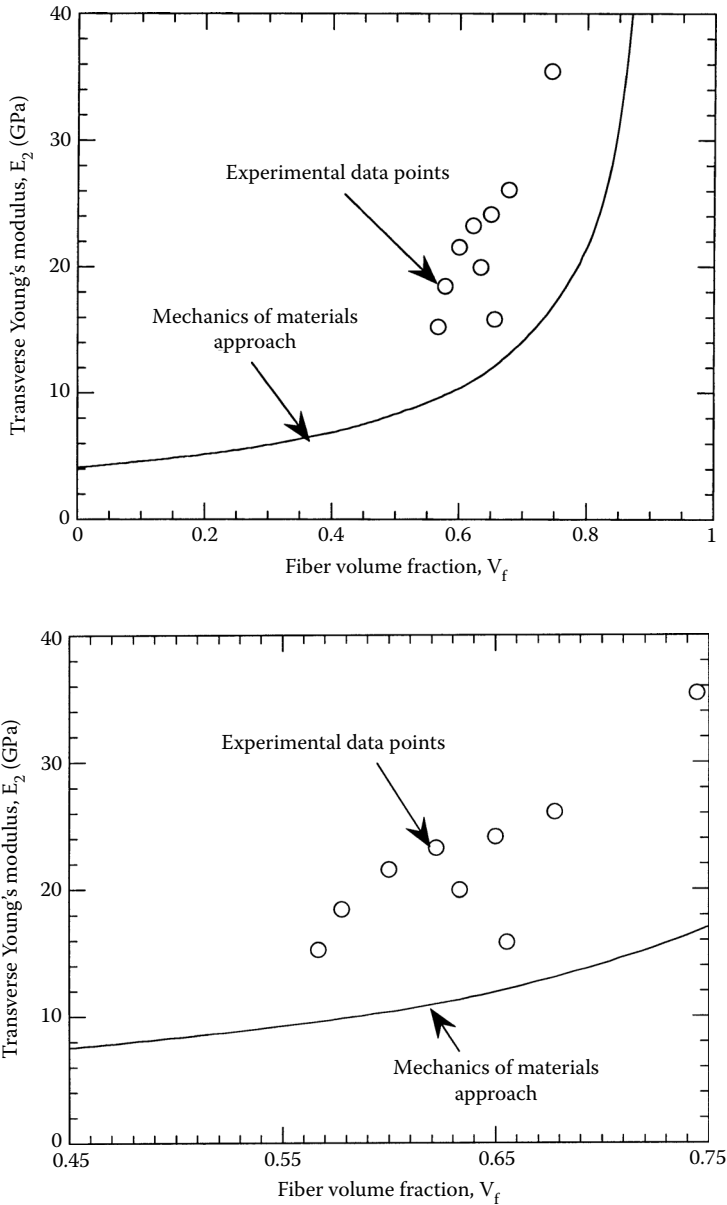 40
30
20
10
0
Transverse Young's modulus, E2 (GPa)
Experimental data points
Mechanics of materials
approach
0
0.2
0.4
0.6
0.8
1
Fiber volume fraction, Vf
40
30
20
10
0
Transverse Young's modulus, E2 (GPa)
Experimental data points
Mechanics of materials
approach
0.45
0.55
0.65
0.75
Fiber volume fraction, Vf